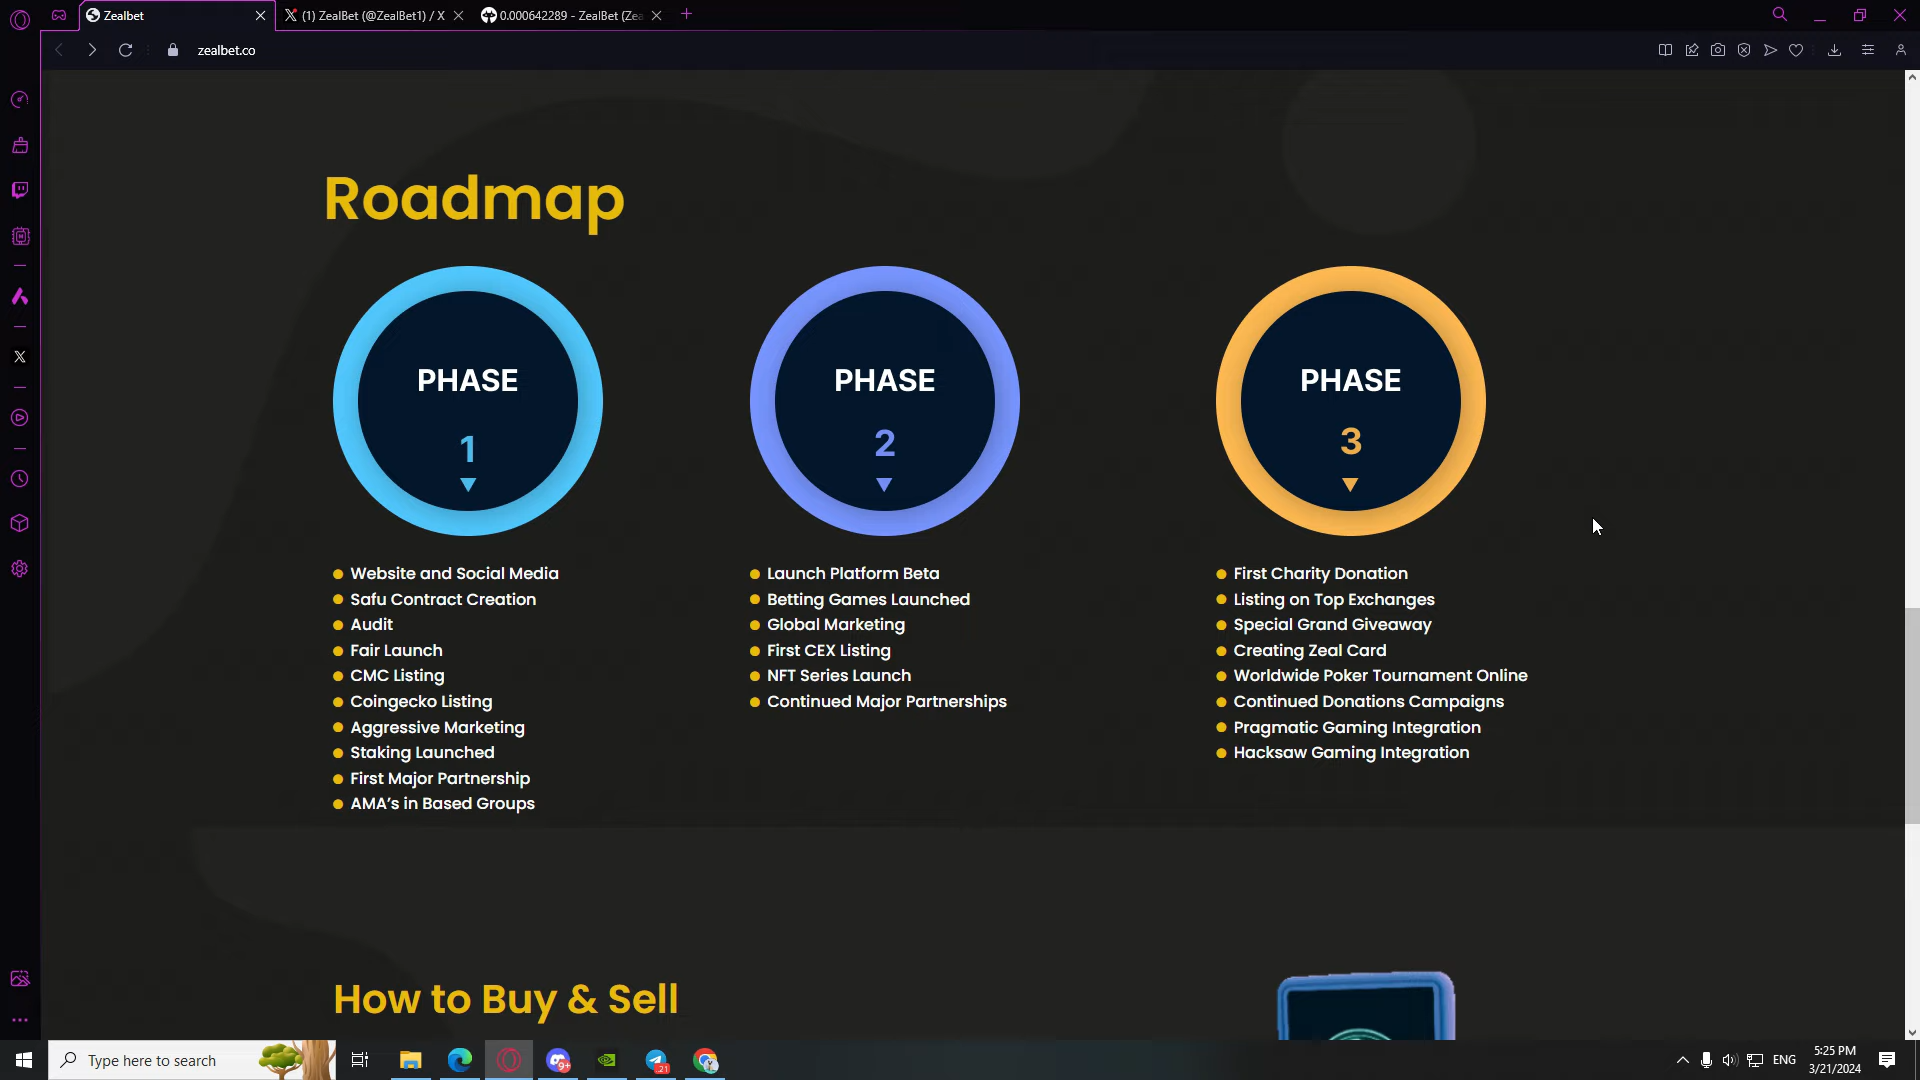 Zealbet
(1) ZealBet (@ZealBet1) / X
0.000642289 - ZealBet (Zea
zealbet.co
Roadmap
PHASE
1
PHASE
2
PHASE
3
Website and Social Media
Safu Contract Creation
Audit
Fair Launch
CMC Listing
Coingecko Listing
Aggressive Marketing
Staking Launched
First Major Partnership
AMA's in Based Groups
Launch Platform Beta
Betting Games Launched
Global Marketing
First CEX Listing
NFT Series Launch
Continued Major Partnerships
First Charity Donation
Listing on Top Exchanges
Special Grand Giveaway
Creating Zeal Card
Worldwide Poker Tournament Online
Continued Donations Campaigns
Pragmatic Gaming Integration
Hacksaw Gaming Integration
How to Buy & Sell
Type here to search
9+
21
ENG
5:25 PM
3/21/2024